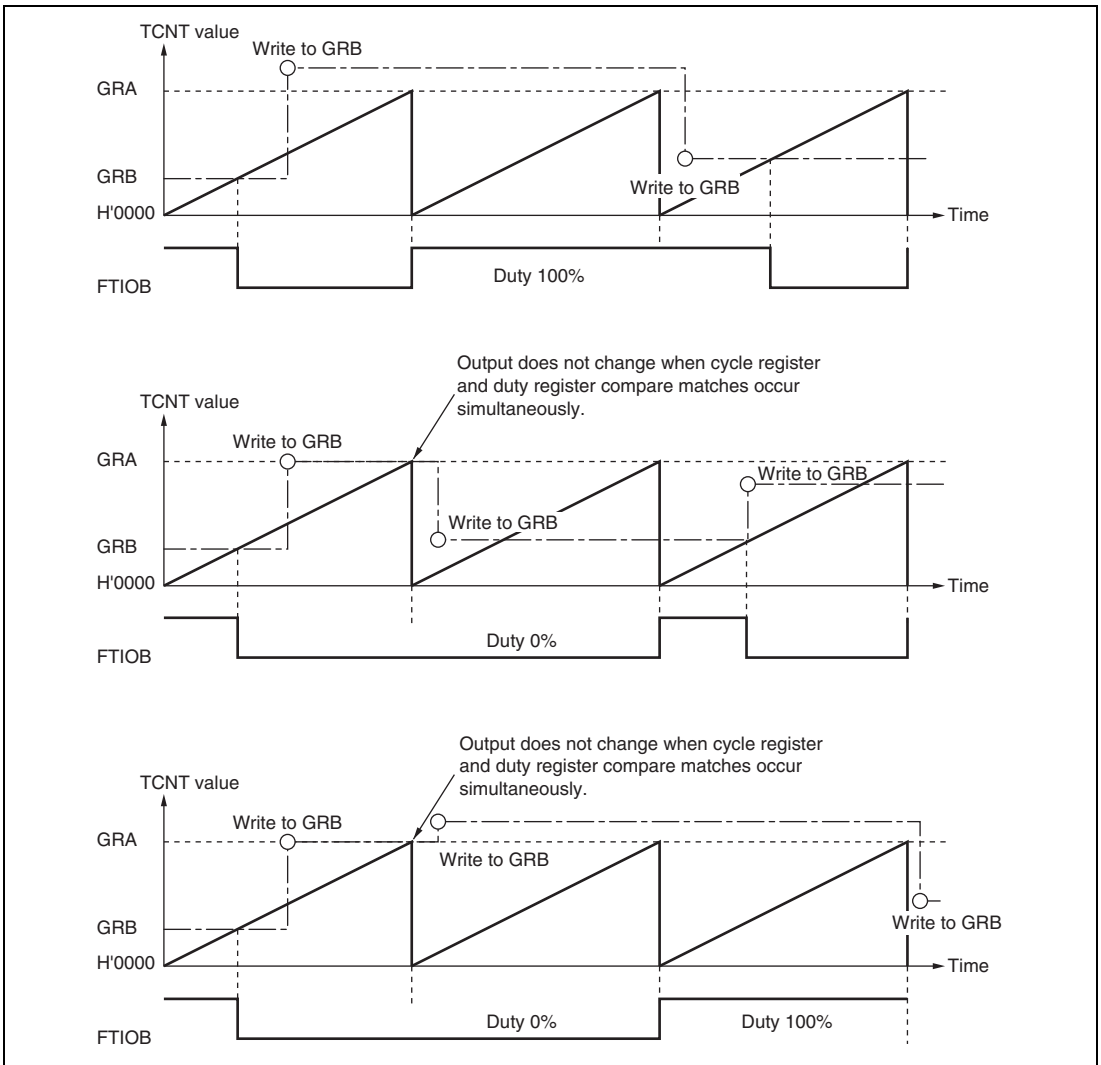 TCNT value
Write to GRB
GRA
Write to GRB
GRB
H'0000
Time
Duty 100%
FTIOB
Output does not change when cycle register
and duty register compare matches occur
simultaneously.
TCNT value
Write to GRB
GRA
Write to GRB
Write to GRB
GRB
H'0000
Time
Duty 0%
FTIOB
Output does not change when cycle register
and duty register compare matches occur
simultaneously.
TCNT value
Write to GRB
GRA
Write to GRB
Write to GRB
GRB
H'0000
Time
Duty 0%
Duty 100%
FTIOB